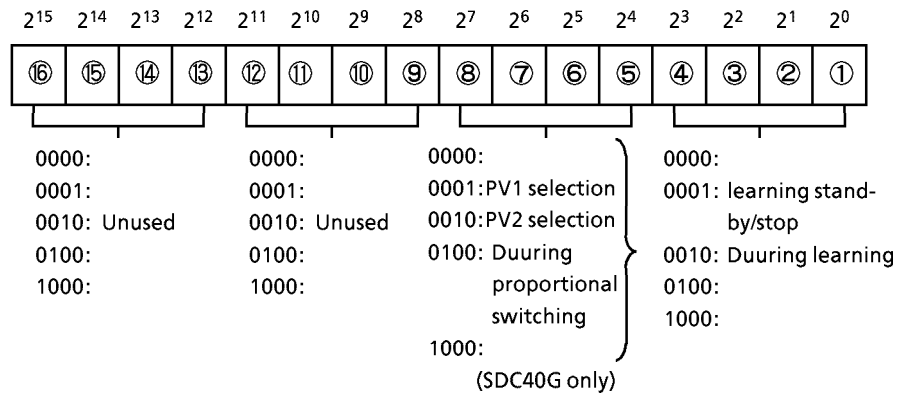 2¹⁵ 2¹⁴ 2¹³ 2¹² 2¹¹ 2¹⁰ 2⁹ 2⁸ 2⁷ 2⁶ 2⁵ 2⁴ 2³ 2² 2¹ 2⁰
⑯ ⑮ ⑭ ⑬ ⑫ ⑪ ⑩ ⑨ ⑧ ⑦ ⑥ ⑤ ④ ③ ② ①
0000:
0001:
0010: Unused
0100:
1000:
0000:
0001:
0010: Unused
0100:
1000:
0000:
0001: PV1 selection
0010: PV2 selection
0100: Duuring
proportional
switching
1000:
(SDC40G only)
0000:
0001: learning stand-
by/stop
0010: Duuring learning
0100:
1000: